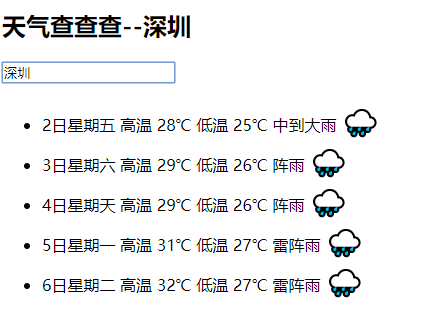 天气查查查--深圳
深圳
2日星期五 高温 28℃ 低温 25℃ 中到大雨
3日星期六 高温 29℃ 低温 26℃ 阵雨
4日星期天 高温 29℃ 低温 26℃ 阵雨
5日星期一 高温 31℃ 低温 27℃ 雷阵雨
6日星期二 高温 32℃ 低温 27℃ 雷阵雨